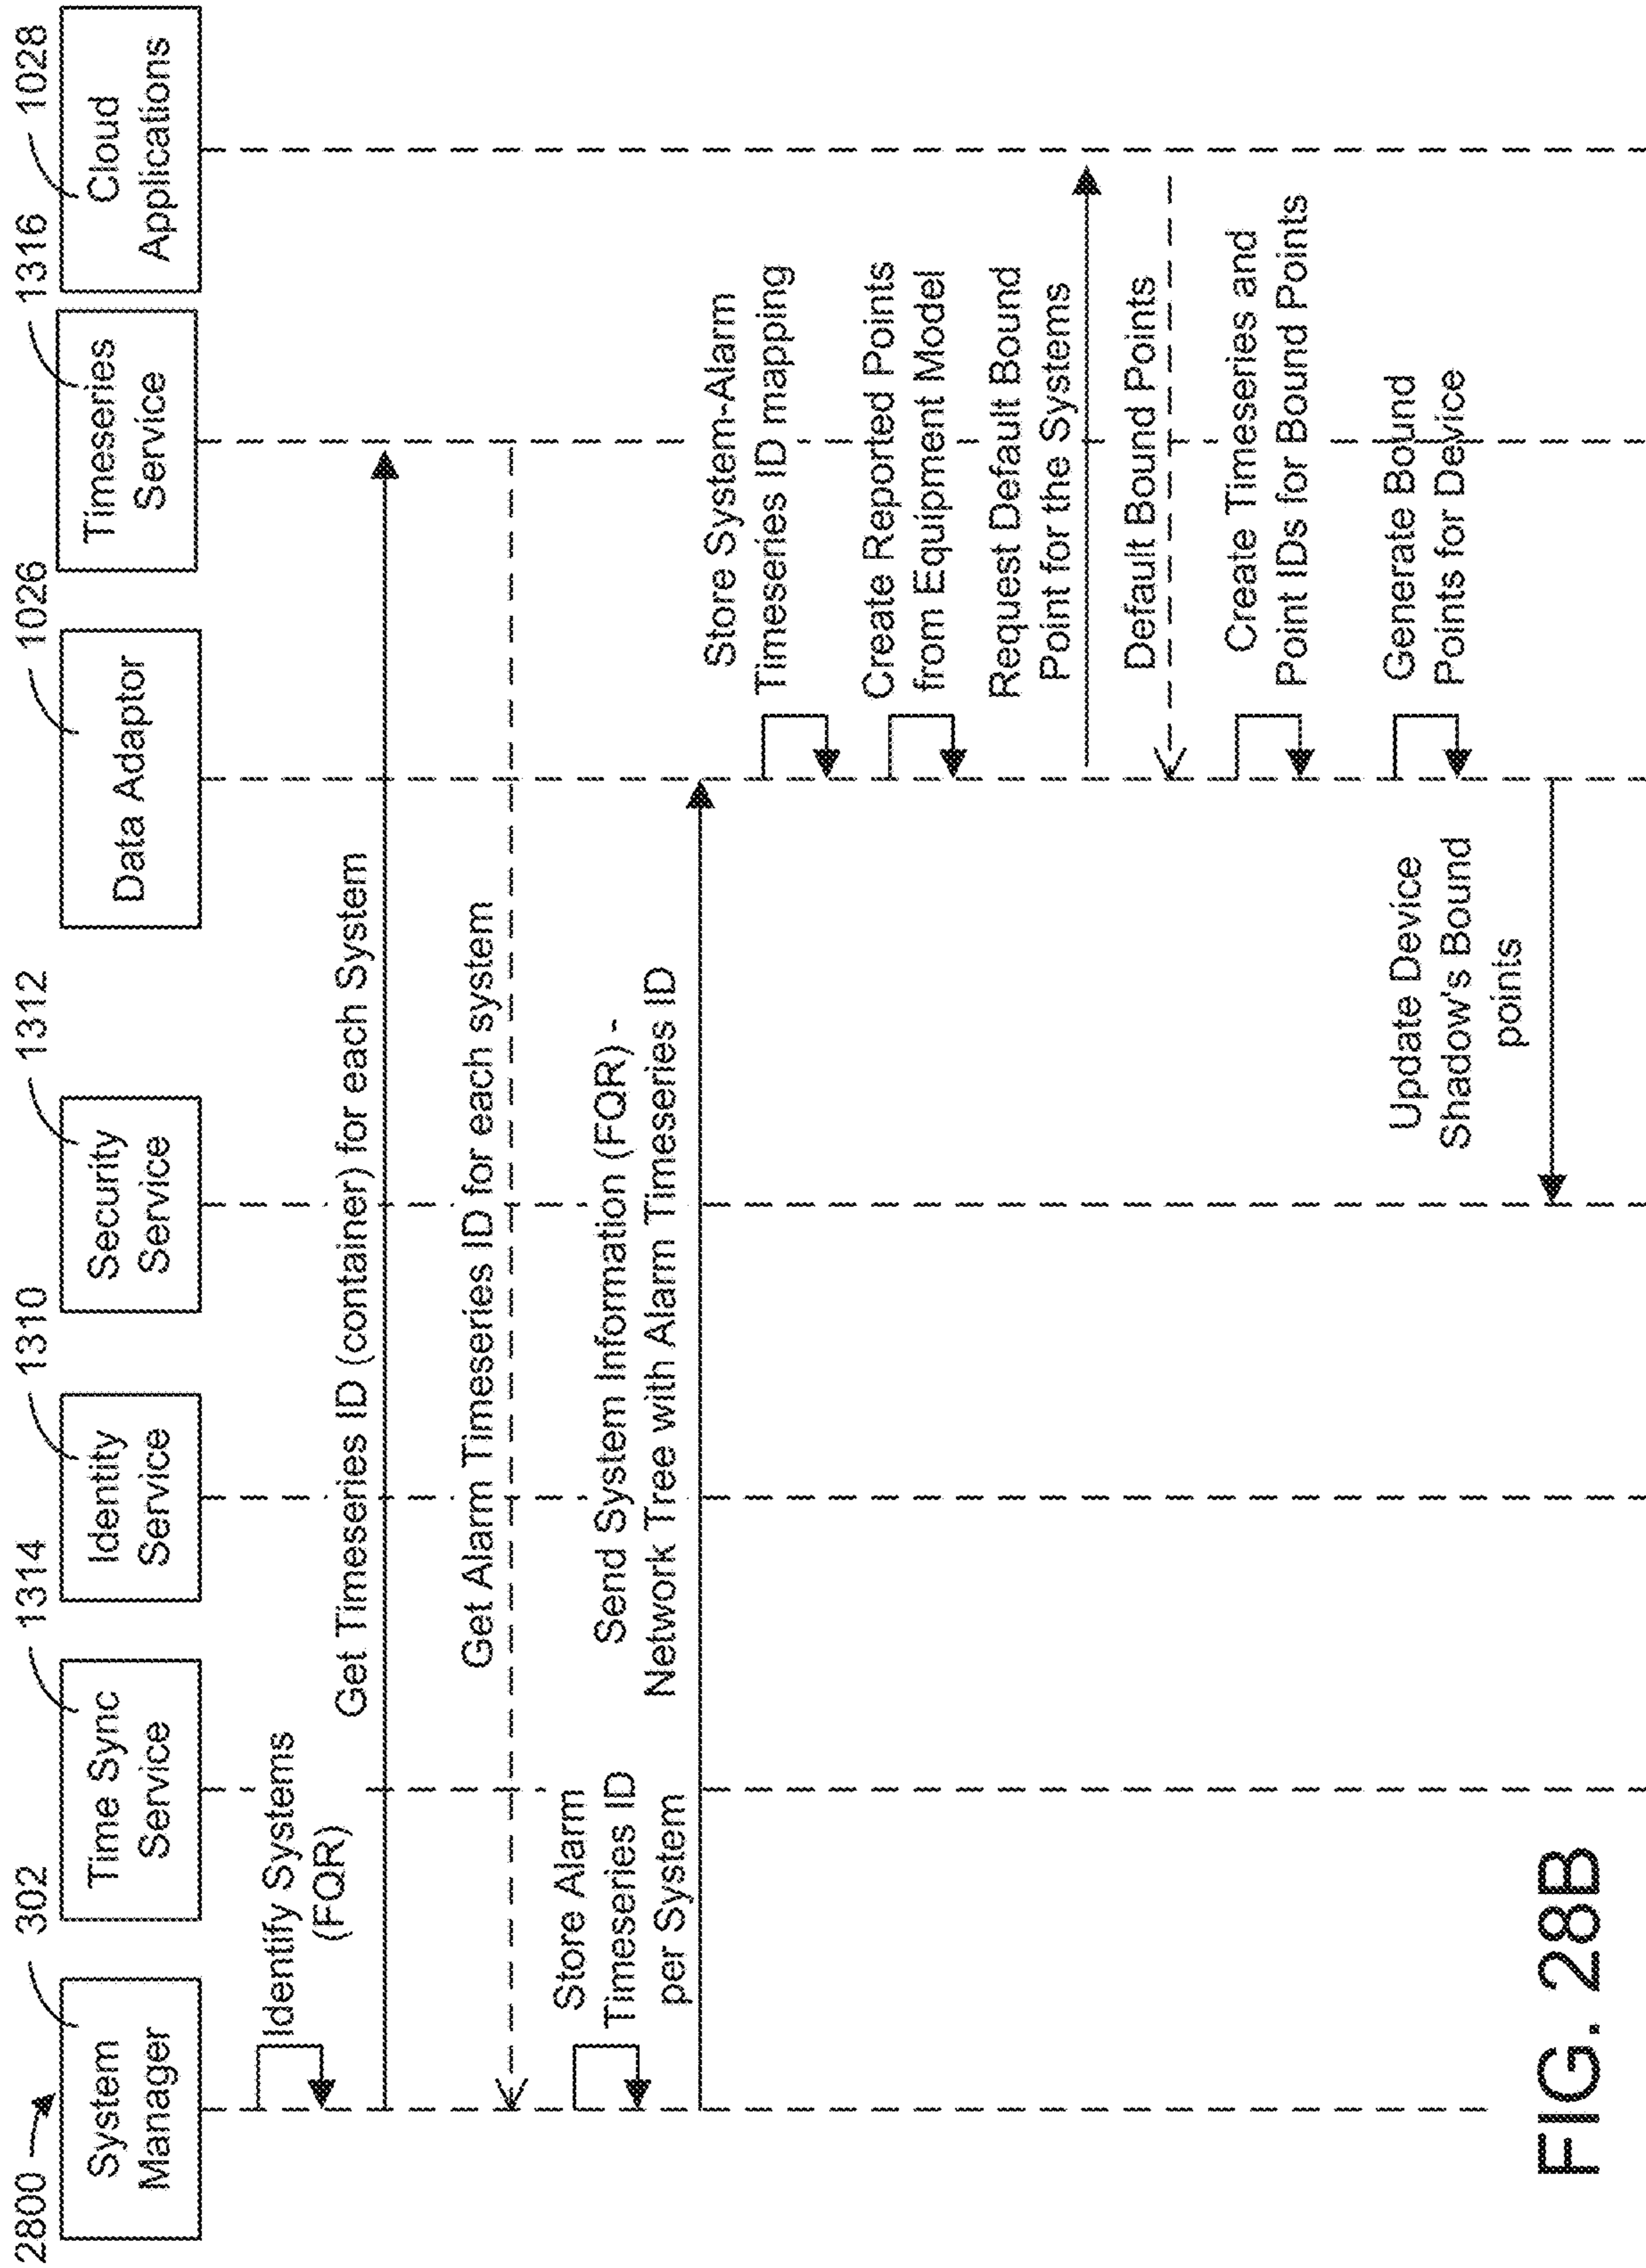 2800
302
1314
1310
1312
1026
1316
1028
System
Manager
Time Sync
Service
Identity
Service
Security
Service
Data Adaptor
Timeseries
Service
Cloud
Applications
Identify Systems
(FQR)
Get Timeseries ID (container) for each System
Get Alarm Timeseries ID for each system
Store Alarm
Timeseries ID
per System
Send System Information (FQR) -
Network Tree with Alarm Timeseries ID
Store System-Alarm
Timeseries ID mapping
Create Reported Points
from Equipment Model
Request Default Bound
Point for the Systems
Default Bound Points
Create Timeseries and
Point IDs for Bound Points
Generate Bound
Points for Device
Update Device
Shadow's Bound
points
FIG. 28B